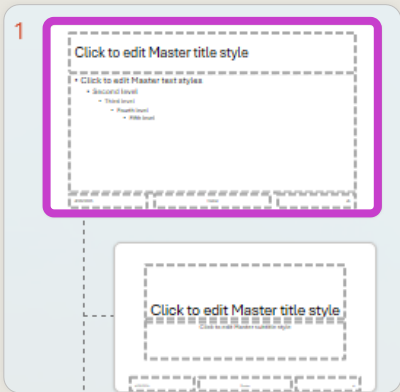 1
Click to edit Master title style
• Click to edit Master text styles
• Second level
• Third level
• Fourth level
• Fifth level
Click to edit Master title style
Click to edit Master subtitle style